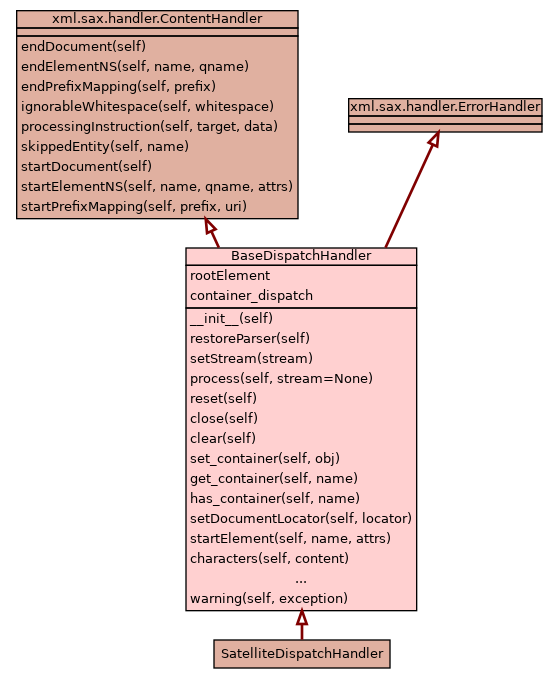 xml.sax.handler.ContentHandler
endDocument(self)
endElementNS(self, name, qname)
endPrefixMapping(self, prefix)
ignorableWhitespace(self, whitespace)
processingInstruction(self, target, data)
skippedEntity(self, name)
startDocument(self)
startElementNS(self, name, qname, attrs)
startPrefixMapping(self, prefix, uri)
xml.sax.handler.ErrorHandler
BaseDispatchHandler
rootElement
container_dispatch
__init__(self)
restoreParser(self)
setStream(stream)
process(self, stream=None)
reset(self)
close(self)
clear(self)
set_container(self, obj)
get_container(self, name)
has_container(self, name)
setDocumentLocator(self, locator)
startElement(self, name, attrs)
characters(self, content)
...
warning(self, exception)
SatelliteDispatchHandler